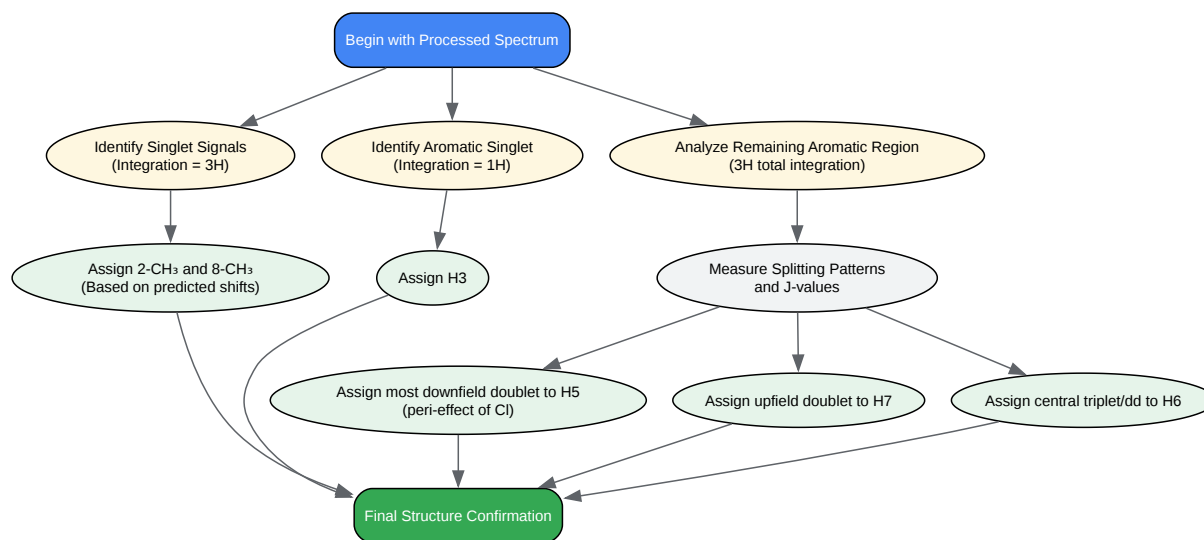 Begin with Processed Spectrum
Identify Singlet Signals
(Integration = 3H)
Identify Aromatic Singlet
(Integration = 1H)
Analyze Remaining Aromatic Region
(3H total integration)
Assign 2-CH₃ and 8-CH₃
(Based on predicted shifts)
Assign H3
Measure Splitting Patterns
and J-values
Assign most downfield doublet to H5
(peri-effect of Cl)
Assign upfield doublet to H7
Assign central triplet/dd to H6
Final Structure Confirmation